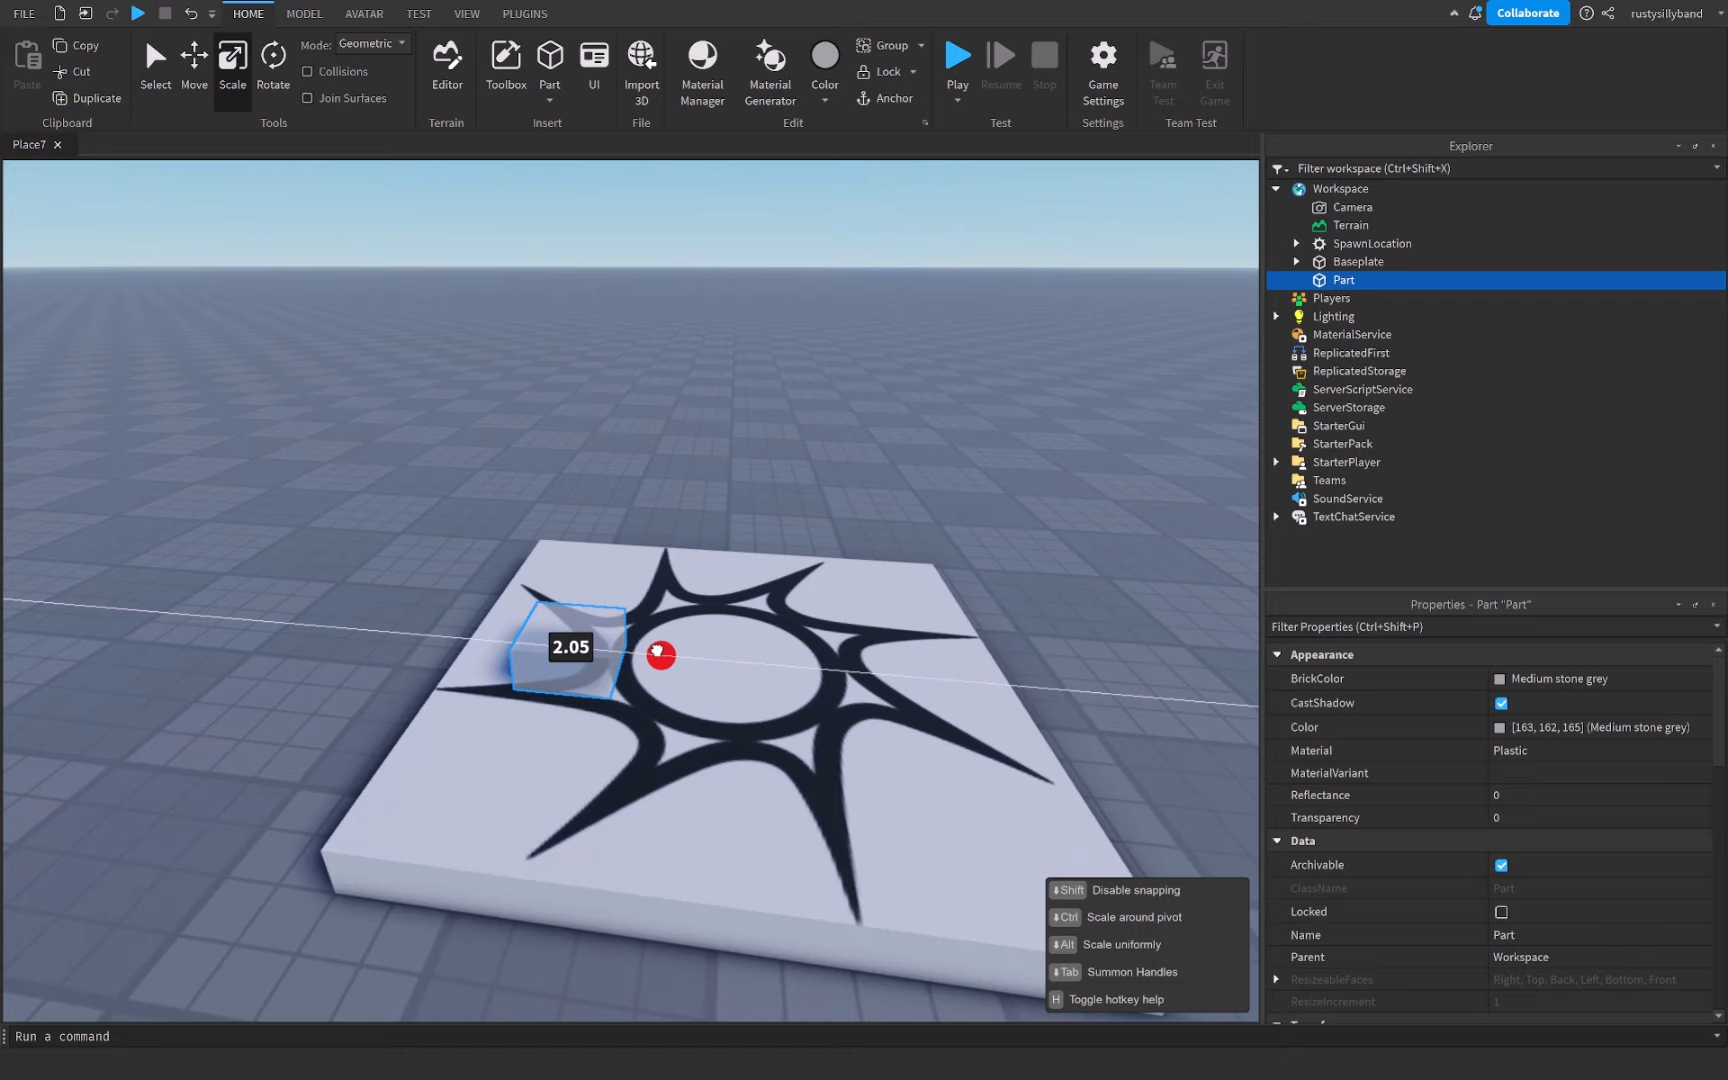 FILE HOME MODEL AVATAR TEST VIEW PLUGINS Collaborate rustysillyband
Paste Copy Cut Duplicate
Clipboard
Select Move Scale Rotate
Mode: Geometric
Collisions
Join Surfaces
Tools
Editor
Terrain
Toolbox Part UI
Insert
Import 3D
File
Material Manager
Material Generator
Color
Group
Lock
Anchor
Edit
Play Resume Stop
Test
Game Settings
Settings
Team Test
Exit Game
Team Test
Place7
2.05
Shift Disable snapping
Ctrl Scale around pivot
Alt Scale uniformly
Tab Summon Handles
H Toggle hotkey help
Run a command
Explorer
Filter workspace (Ctrl+Shift+X)
Workspace
Camera
Terrain
SpawnLocation
Baseplate
Part
Players
Lighting
MaterialService
ReplicatedFirst
ReplicatedStorage
ServerScriptService
ServerStorage
StarterGui
StarterPack
StarterPlayer
Teams
SoundService
TextChatService
Properties - Part "Part"
Filter Properties (Ctrl+Shift+P)
Appearance
BrickColor Medium stone grey
CastShadow
Color [163, 162, 165] (Medium stone grey)
Material Plastic
MaterialVariant
Reflectance 0
Transparency 0
Data
Archivable
ClassName Part
Locked
Name Part
Parent Workspace
ResizeableFaces Right, Top, Back, Left, Bottom, Front
ResizeIncrement 1